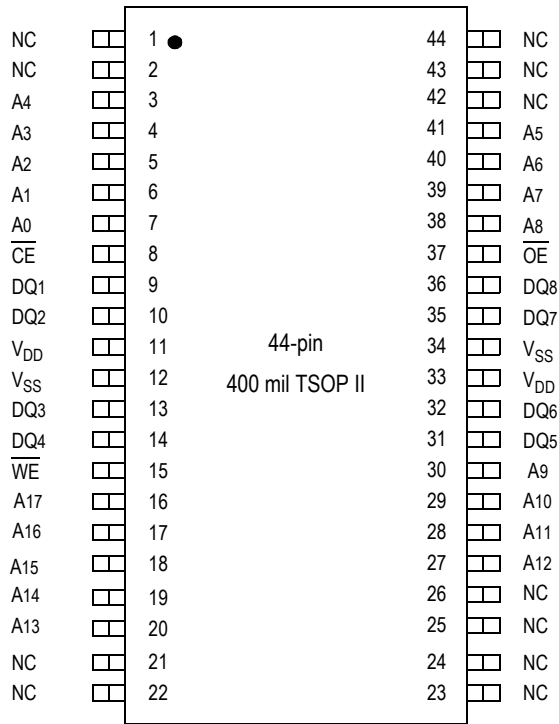 NC 1 44 NC
NC 2 43 NC
A4 3 42 NC
A3 4 41 A5
A2 5 40 A6
A1 6 39 A7
A0 7 38 A8
C̅E̅ 8 37 O̅E̅
DQ1 9 36 DQ8
DQ2 10 35 DQ7
VDD 11 34 VSS
44-pin
VSS 12 33 VDD
400 mil TSOP II
DQ3 13 32 DQ6
DQ4 14 31 DQ5
W̅E̅ 15 30 A9
A17 16 29 A10
A16 17 28 A11
A15 18 27 A12
A14 19 26 NC
A13 20 25 NC
NC 21 24 NC
NC 22 23 NC